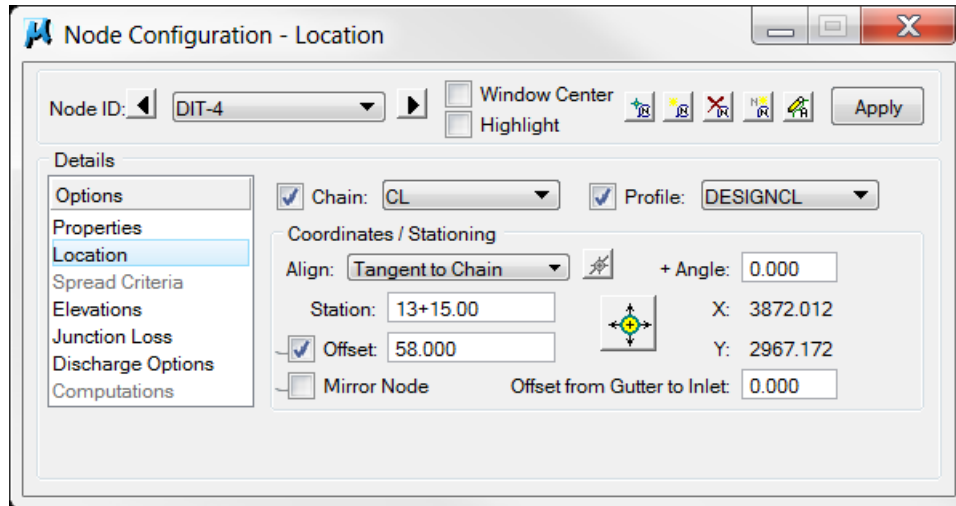 Node Configuration - Location
Node ID: DIT-4 Window Center Apply
Highlight
Details
Options Chain: CL Profile: DESIGNCL
Properties Coordinates / Stationing
Location Align: Tangent to Chain + Angle: 0.000
Spread Criteria
Elevations Station: 13+15.00 X: 3872.012
Junction Loss Offset: 58.000 Y: 2967.172
Discharge Options
Computations Mirror Node Offset from Gutter to Inlet: 0.000